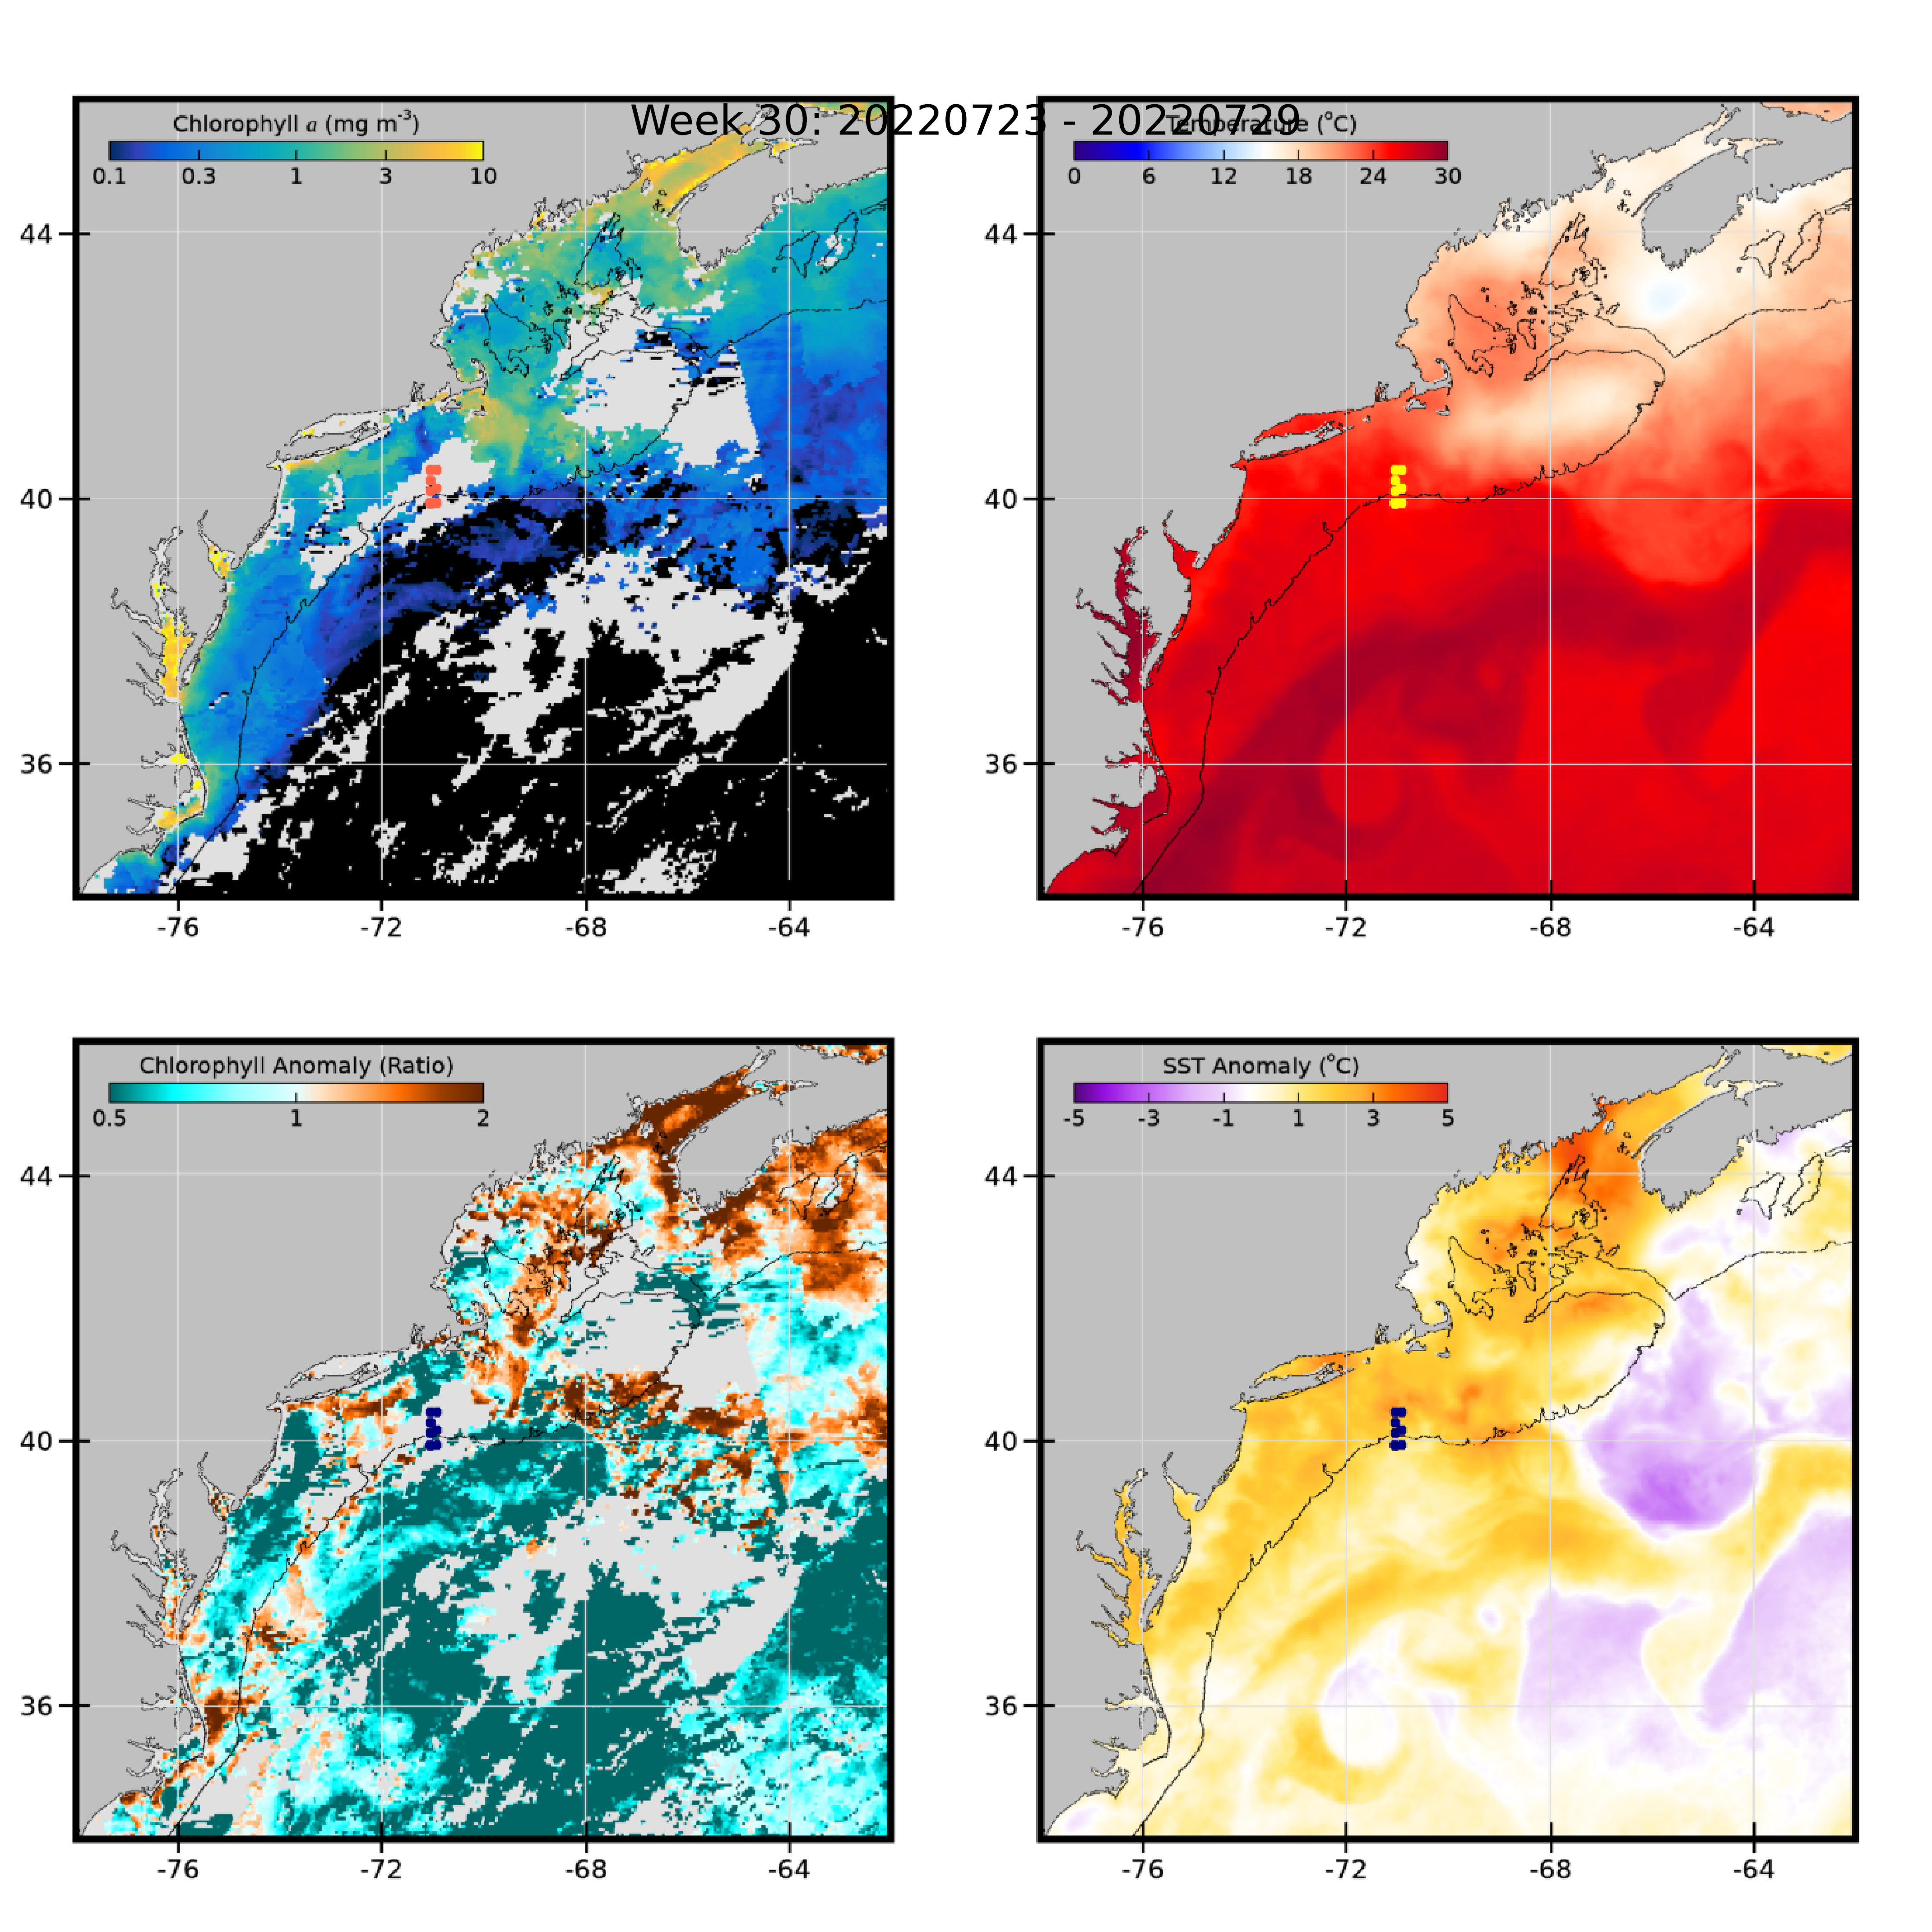 Week 30: 20220723 - 20220729
Chlorophyll a (mg m-3)
0.1 0.3 1 3 10
44
40
36
-76 -72 -68 -64
Temperature (°C)
0 6 12 18 24 30
44
40
36
-76 -72 -68 -64
Chlorophyll Anomaly (Ratio)
0.5 1 2
44
40
36
-76 -72 -68 -64
SST Anomaly (°C)
-5 -3 -1 1 3 5
44
40
36
-76 -72 -68 -64